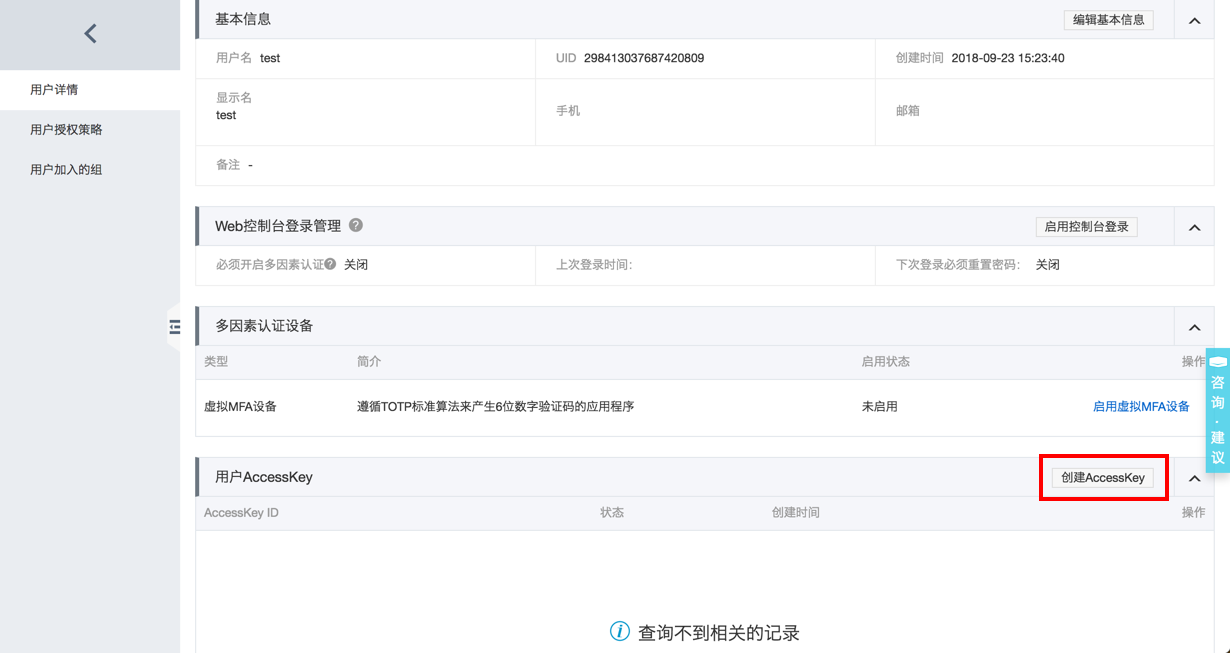 基本信息 编辑基本信息
用户名 test UID 298413037687420809 创建时间 2018-09-23 15:23:40
用户详情
显示名
test
手机 邮箱
用户授权策略
备注 -
用户加入的组
Web控制台登录管理 ? 启用控制台登录
必须开启多因素认证? 关闭 上次登录时间: 下次登录必须重置密码: 关闭
多因素认证设备
类型 简介 启用状态 操作
虚拟MFA设备 遵循TOTP标准算法来产生6位数字验证码的应用程序 未启用 启用虚拟MFA设备
咨询·建议
用户AccessKey 创建AccessKey
AccessKey ID 状态 创建时间 操作
i 查询不到相关的记录